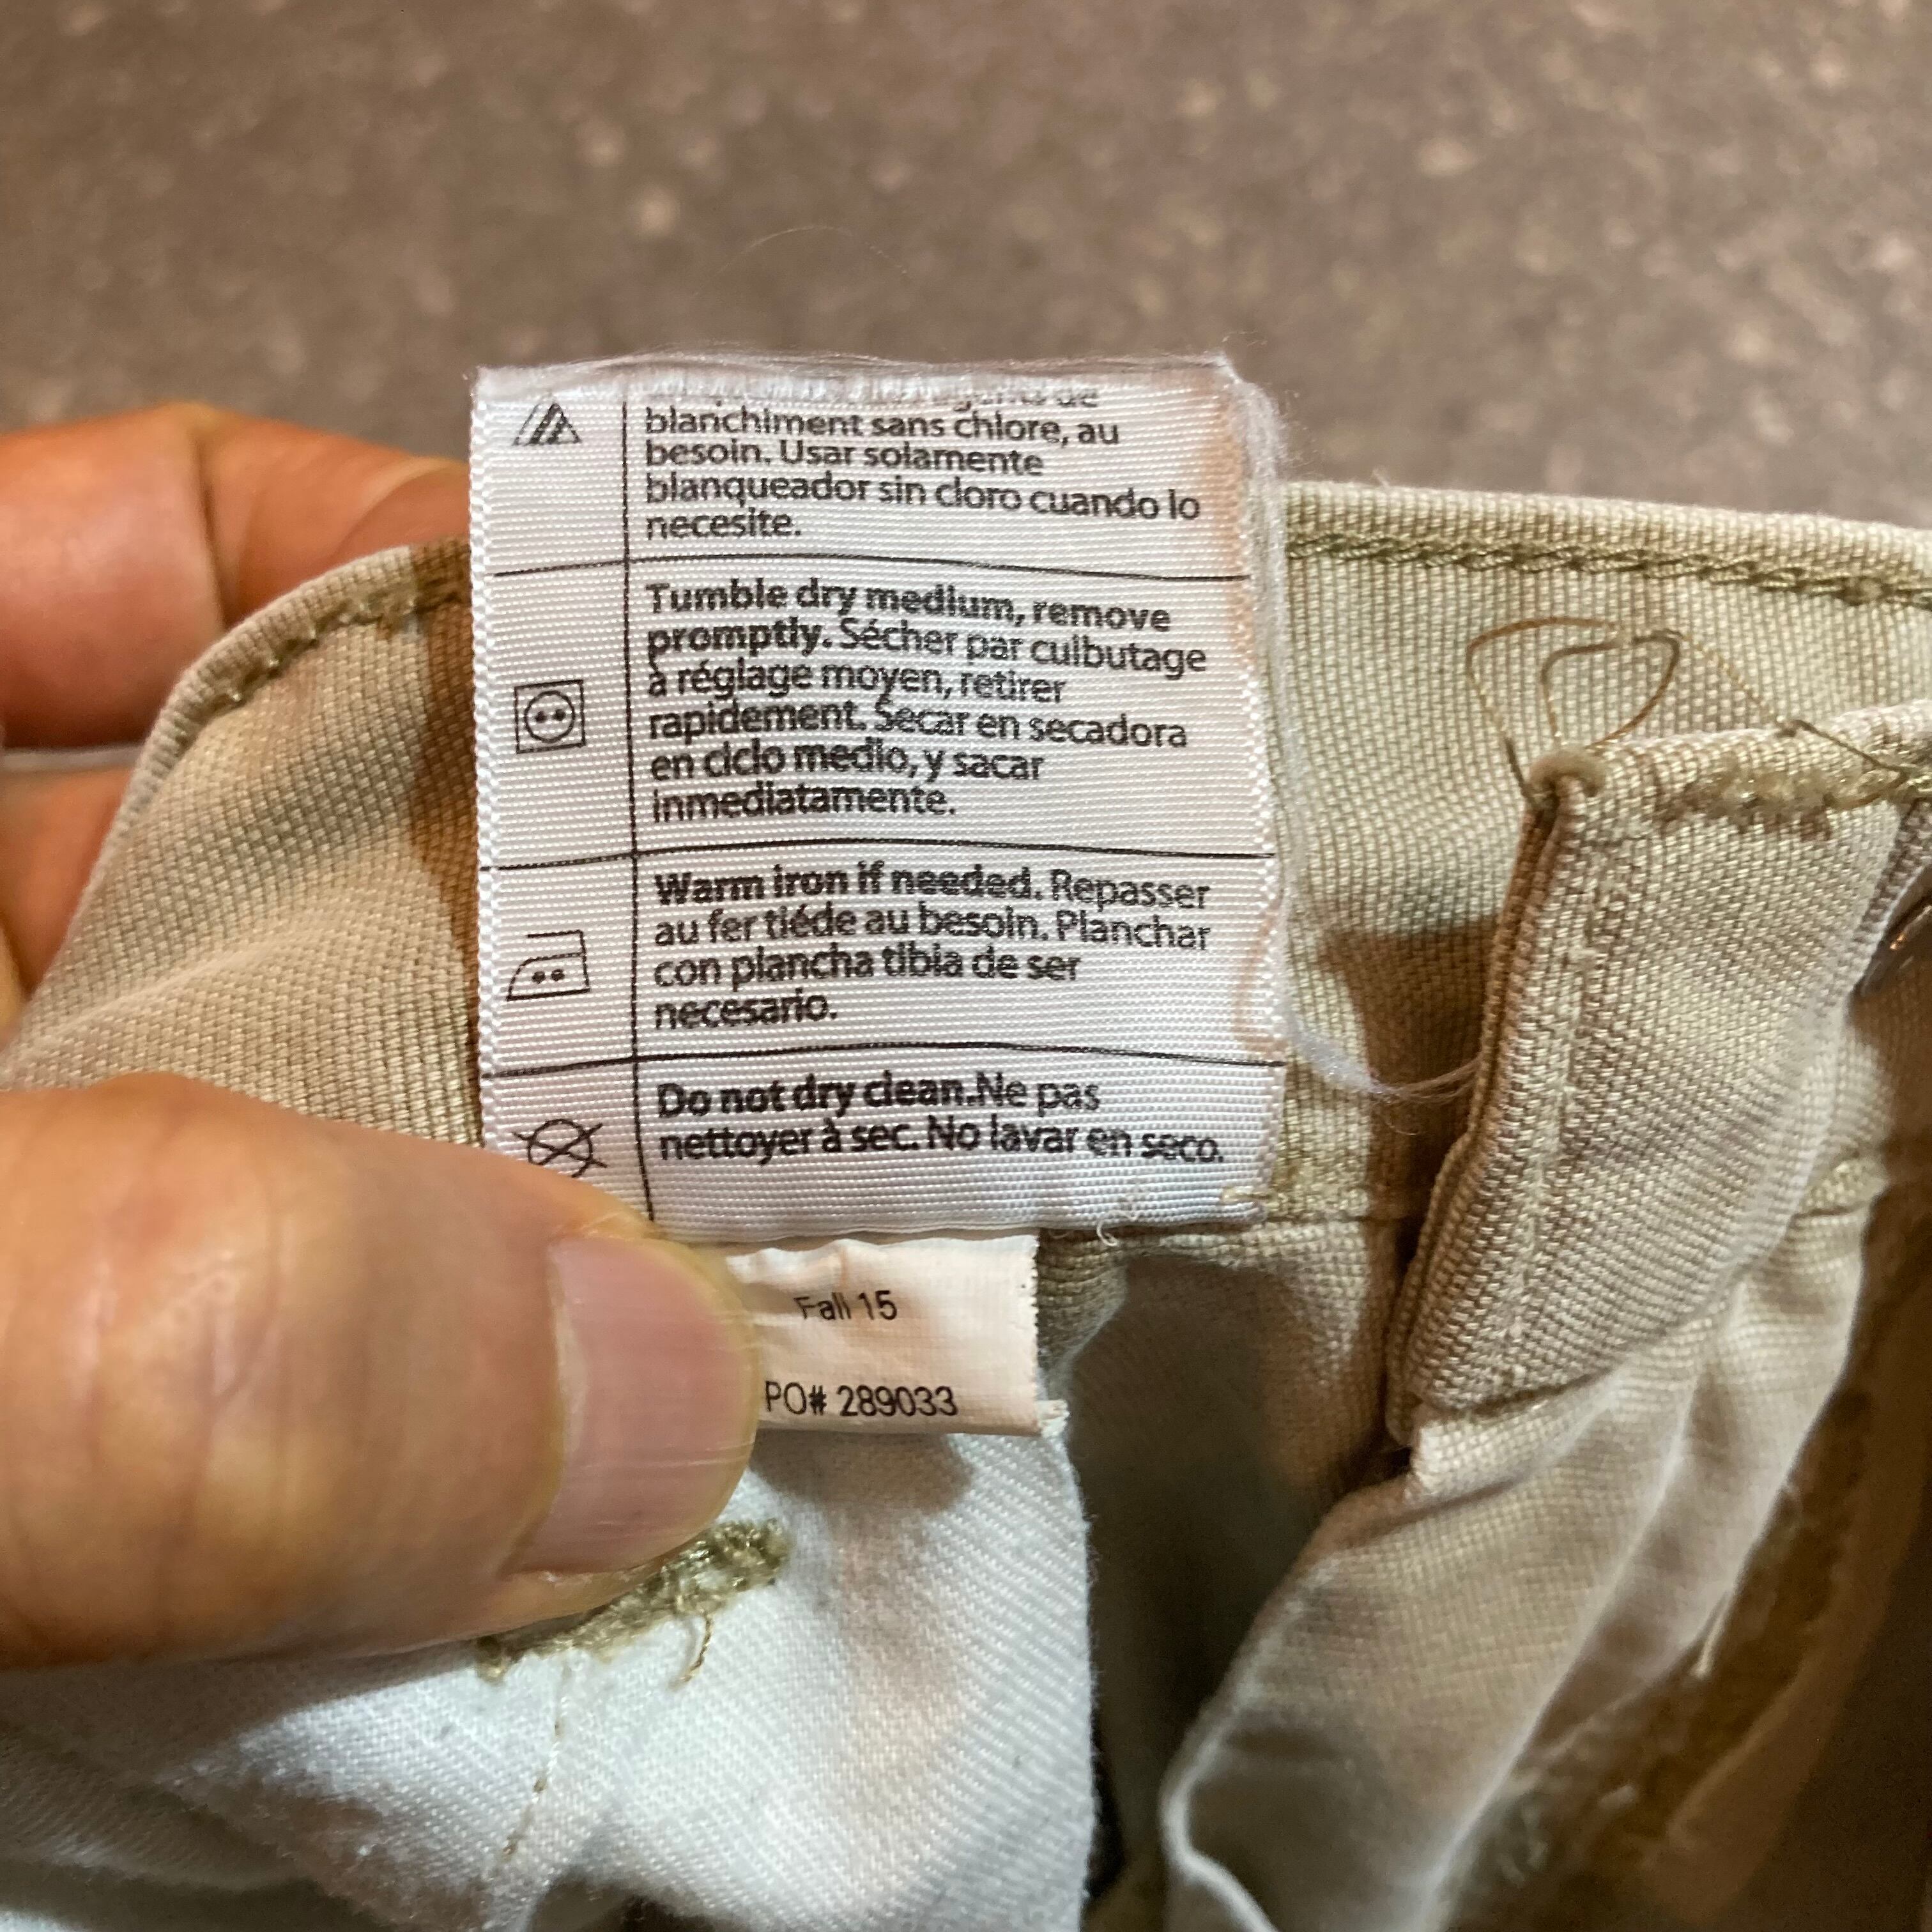 de
blanchiment sans chlore, au
besoin. Usar solamente
blanqueador sin cloro cuando lo
necesite.
Tumble dry medium, remove
promptly. Sécher par culbutage
à réglage moyen, retirer
rapidement. Secar en secadora
en ciclo medio, y sacar
inmediatamente.
Warm iron if needed. Repasser
au fer tiéde au besoin. Planchar
con plancha tibia de ser
necesario.
Do not dry clean.Ne pas
nettoyer à sec. No lavar en seco.
Fall 15
PO# 289033